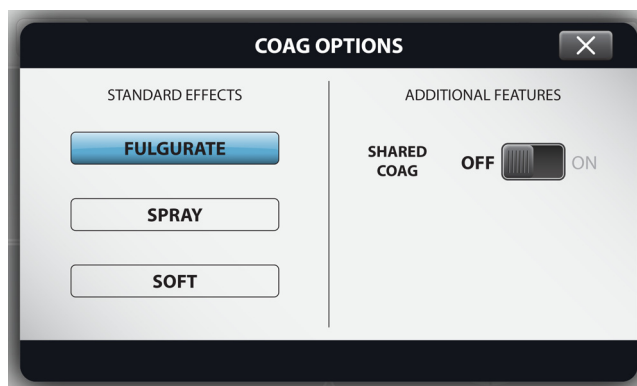 COAG OPTIONS
STANDARD EFFECTS
FULGURATE
SPRAY
SOFT
ADDITIONAL FEATURES
SHARED
COAG
OFF ON